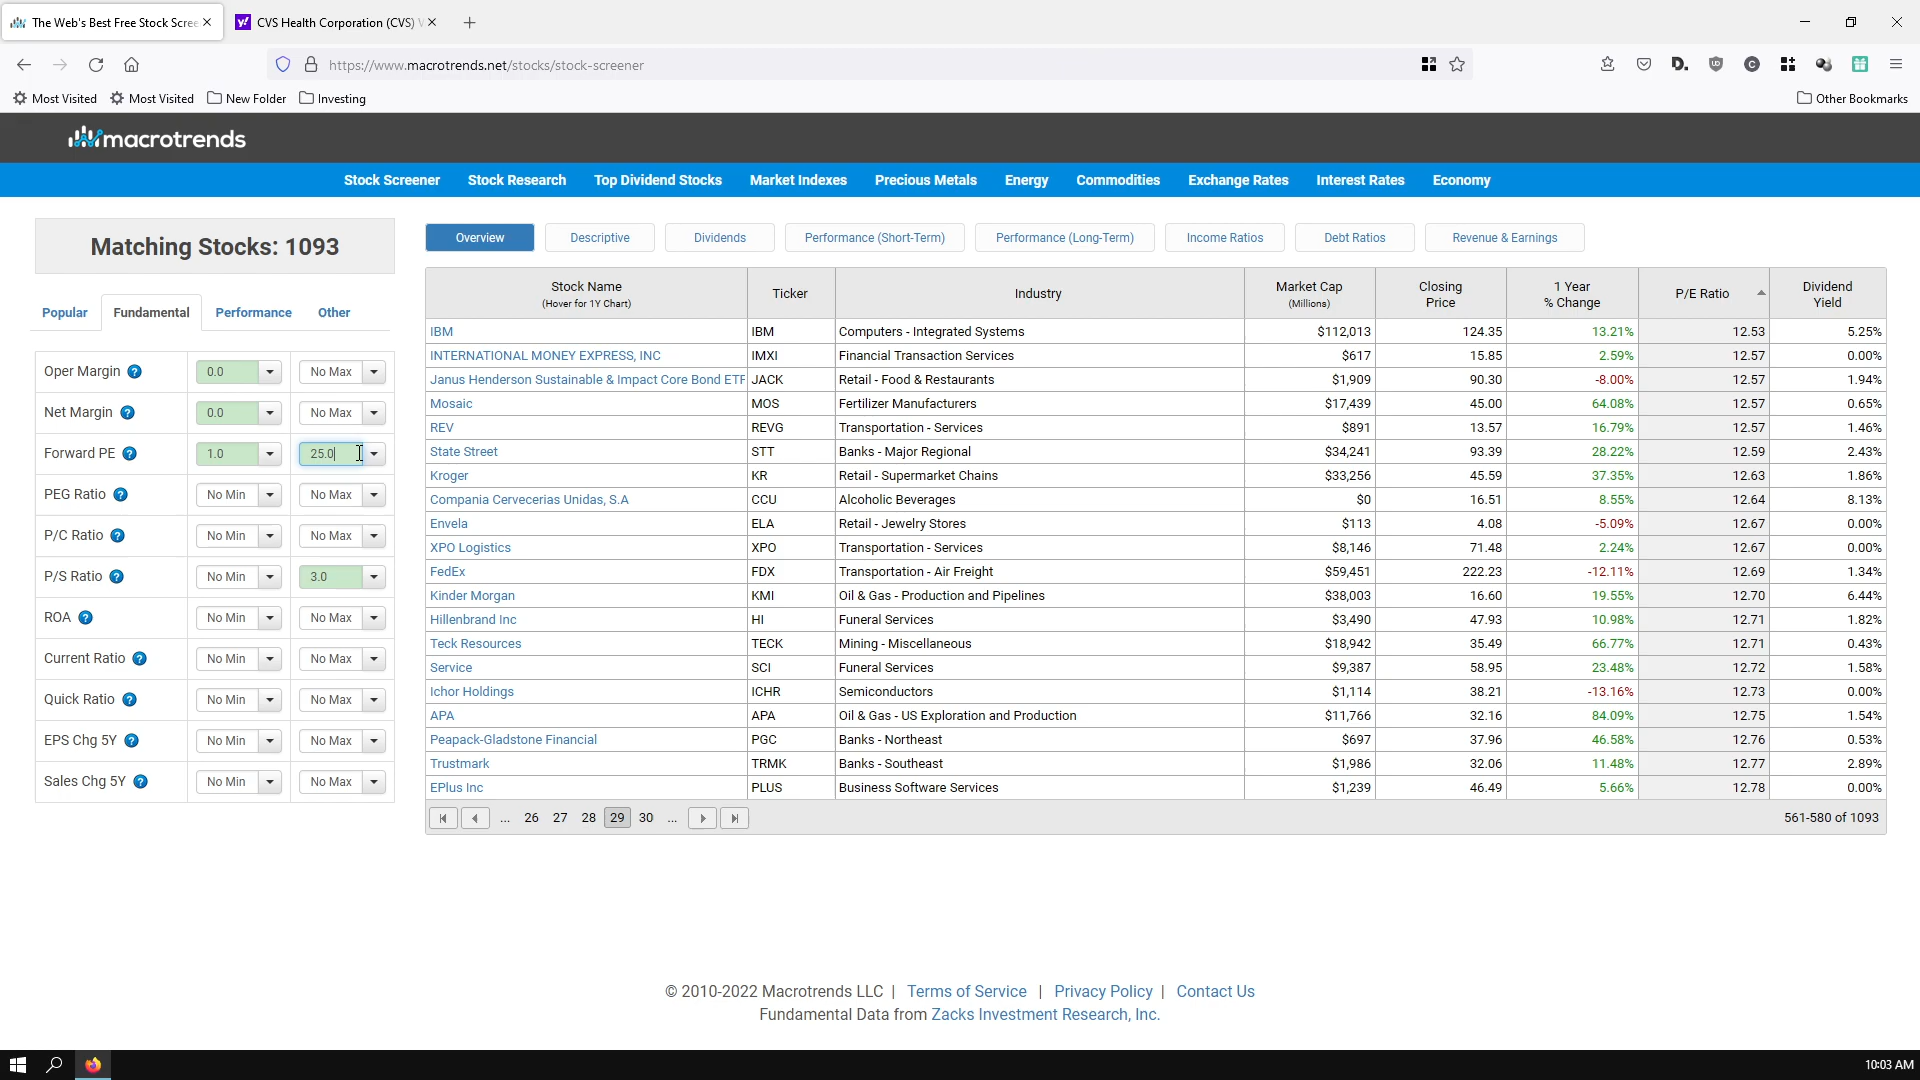 The Web's Best Free Stock Scree
CVS Health Corporation (CVS) V
https://www.macrotrends.net/stocks/stock-screener
Most Visited Most Visited New Folder Investing Other Bookmarks
macrotrends
Stock Screener Stock Research Top Dividend Stocks Market Indexes Precious Metals Energy Commodities Exchange Rates Interest Rates Economy
Matching Stocks: 1093
Popular Fundamental Performance Other
Oper Margin ? 0.0 No Max
Net Margin ? 0.0 No Max
Forward PE ? 1.0 25.0
PEG Ratio ? No Min No Max
P/C Ratio ? No Min No Max
P/S Ratio ? No Min 3.0
ROA ? No Min No Max
Current Ratio ? No Min No Max
Quick Ratio ? No Min No Max
EPS Chg 5Y ? No Min No Max
Sales Chg 5Y ? No Min No Max
Overview Descriptive Dividends Performance (Short-Term) Performance (Long-Term) Income Ratios Debt Ratios Revenue & Earnings
Stock Name (Hover for 1Y Chart) Ticker Industry Market Cap (Millions) Closing Price 1 Year % Change P/E Ratio Dividend Yield
IBM IBM Computers - Integrated Systems $112,013 124.35 13.21% 12.53 5.25%
INTERNATIONAL MONEY EXPRESS, INC IMXI Financial Transaction Services $617 15.85 2.59% 12.57 0.00%
Janus Henderson Sustainable & Impact Core Bond ETF JACK Retail - Food & Restaurants $1,909 90.30 -8.00% 12.57 1.94%
Mosaic MOS Fertilizer Manufacturers $17,439 45.00 64.08% 12.57 0.65%
REV REVG Transportation - Services $891 13.57 16.79% 12.57 1.46%
State Street STT Banks - Major Regional $34,241 93.39 28.22% 12.59 2.43%
Kroger KR Retail - Supermarket Chains $33,256 45.59 37.35% 12.63 1.86%
Compania Cervecerias Unidas, S.A CCU Alcoholic Beverages $0 16.51 8.55% 12.64 8.13%
Envela ELA Retail - Jewelry Stores $113 4.08 -5.09% 12.67 0.00%
XPO Logistics XPO Transportation - Services $8,146 71.48 2.24% 12.67 0.00%
FedEx FDX Transportation - Air Freight $59,451 222.23 -12.11% 12.69 1.34%
Kinder Morgan KMI Oil & Gas - Production and Pipelines $38,003 16.60 19.55% 12.70 6.44%
Hillenbrand Inc HI Funeral Services $3,490 47.93 10.98% 12.71 1.82%
Teck Resources TECK Mining - Miscellaneous $18,942 35.49 66.77% 12.71 0.43%
Service SCI Funeral Services $9,387 58.95 23.48% 12.72 1.58%
Ichor Holdings ICHR Semiconductors $1,114 38.21 -13.16% 12.73 0.00%
APA APA Oil & Gas - US Exploration and Production $11,766 32.16 84.09% 12.75 1.54%
Peapack-Gladstone Financial PGC Banks - Northeast $697 37.96 46.58% 12.76 0.53%
Trustmark TRMK Banks - Southeast $1,986 32.06 11.48% 12.77 2.89%
EPlus Inc PLUS Business Software Services $1,239 46.49 5.66% 12.78 0.00%
... 26 27 28 29 30 ... 561-580 of 1093
© 2010-2022 Macrotrends LLC | Terms of Service | Privacy Policy | Contact Us
Fundamental Data from Zacks Investment Research, Inc.
10:03 AM